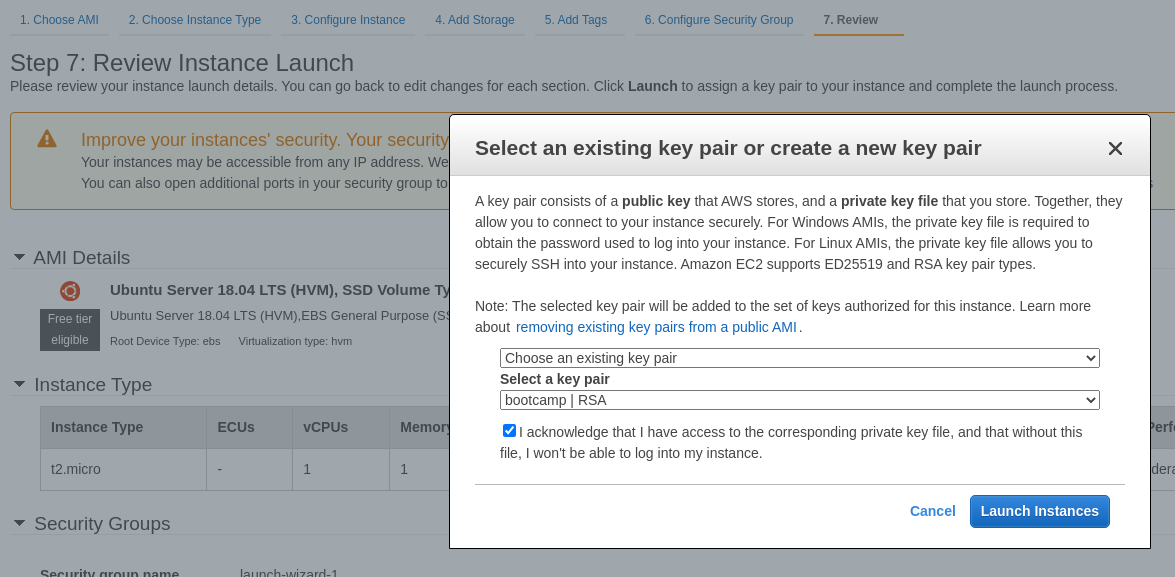 1. Choose AMI 2. Choose Instance Type 3. Configure Instance 4. Add Storage 5. Add Tags 6. Configure Security Group 7. Review
Step 7: Review Instance Launch
Please review your instance launch details. You can go back to edit changes for each section. Click Launch to assign a key pair to your instance and complete the launch process.
Improve your instances' security. Your security
Your instances may be accessible from any IP address. We
You can also open additional ports in your security group to
AMI Details
Ubuntu Server 18.04 LTS (HVM), SSD Volume Ty
Free tier
eligible
Ubuntu Server 18.04 LTS (HVM),EBS General Purpose (SS
Root Device Type: ebs Virtualization type: hvm
Instance Type
Instance Type ECUs vCPUs Memory
t2.micro - 1 1
Security Groups
Security group name launch-wizard-1
Select an existing key pair or create a new key pair
A key pair consists of a public key that AWS stores, and a private key file that you store. Together, they
allow you to connect to your instance securely. For Windows AMIs, the private key file is required to
obtain the password used to log into your instance. For Linux AMIs, the private key file allows you to
securely SSH into your instance. Amazon EC2 supports ED25519 and RSA key pair types.
Note: The selected key pair will be added to the set of keys authorized for this instance. Learn more
about removing existing key pairs from a public AMI.
Choose an existing key pair
Select a key pair
bootcamp | RSA
I acknowledge that I have access to the corresponding private key file, and that without this
file, I won't be able to log into my instance.
Cancel Launch Instances